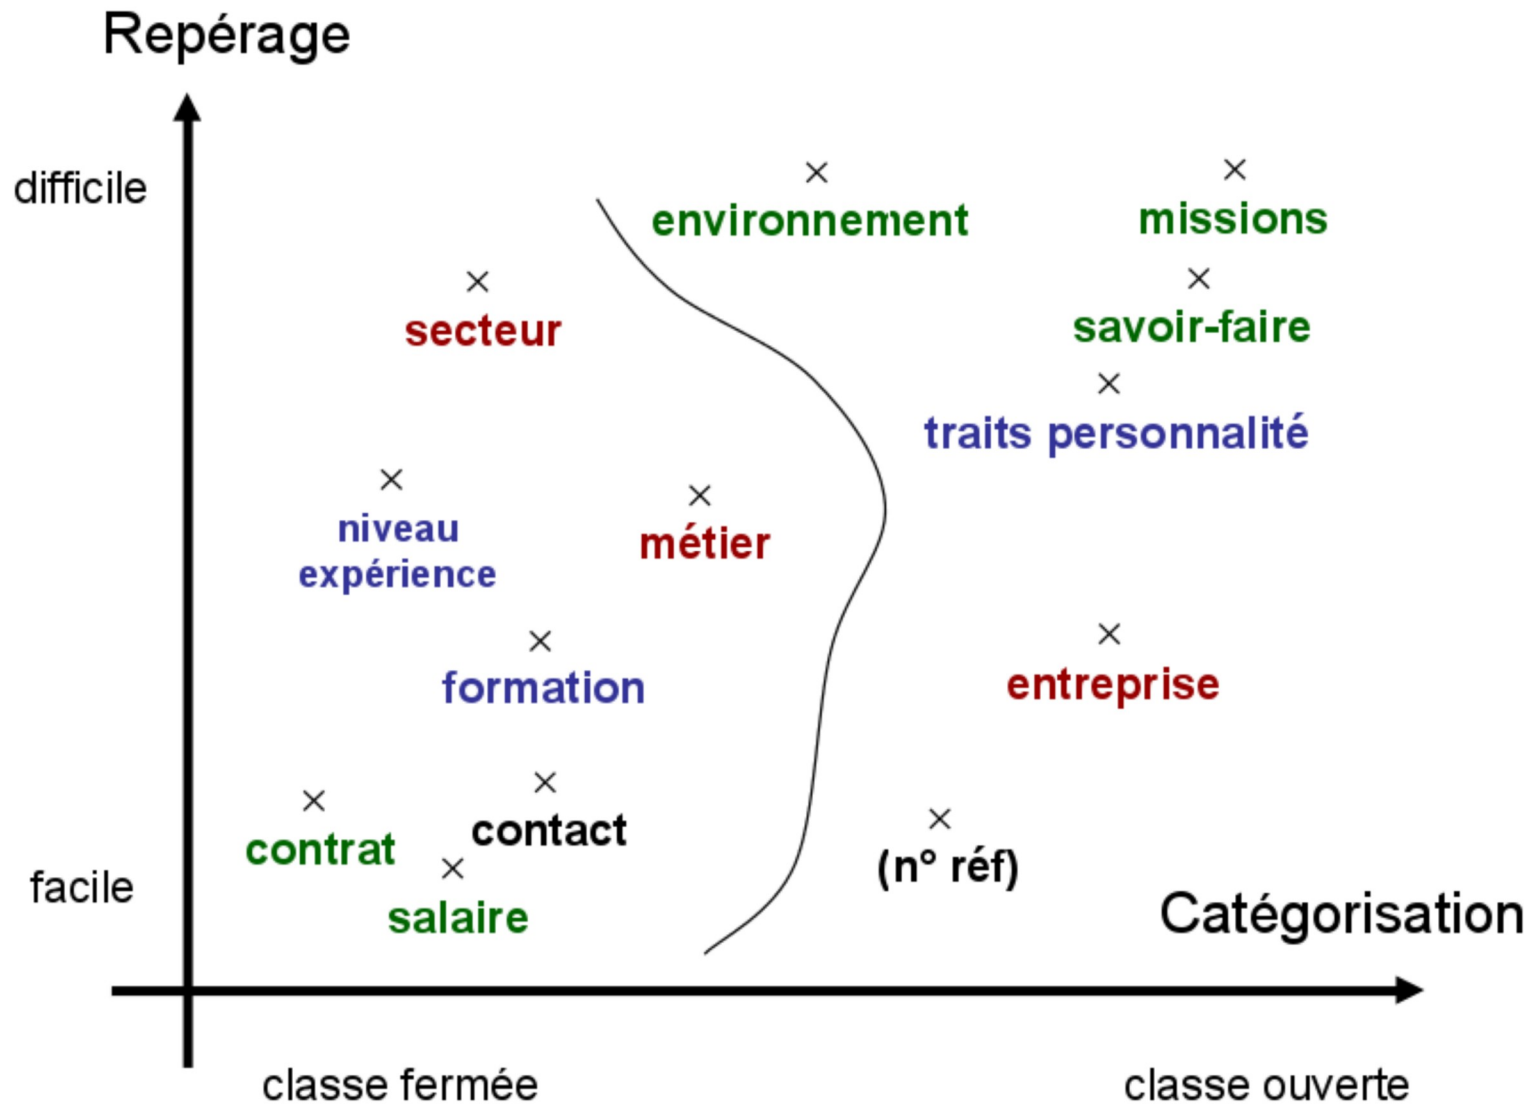 Repérage
difficile
environnement
missions
secteur
savoir-faire
traits personnalité
niveau
expérience
métier
formation
entreprise
contact
contrat
(n° réf)
facile
salaire
Catégorisation
classe fermée
classe ouverte